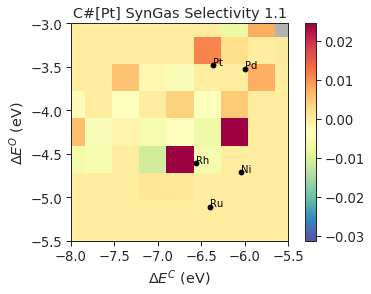 C#[Pt] SynGas Selectivity 1.1
−3.0
−3.5
−4.0
−4.5
−5.0
−5.5
ΔE^O (eV)
Pt
Pd
Rh
Ni
Ru
−8.0 −7.5 −7.0 −6.5 −6.0 −5.5
ΔE^C (eV)
0.02
0.01
0.00
−0.01
−0.02
−0.03